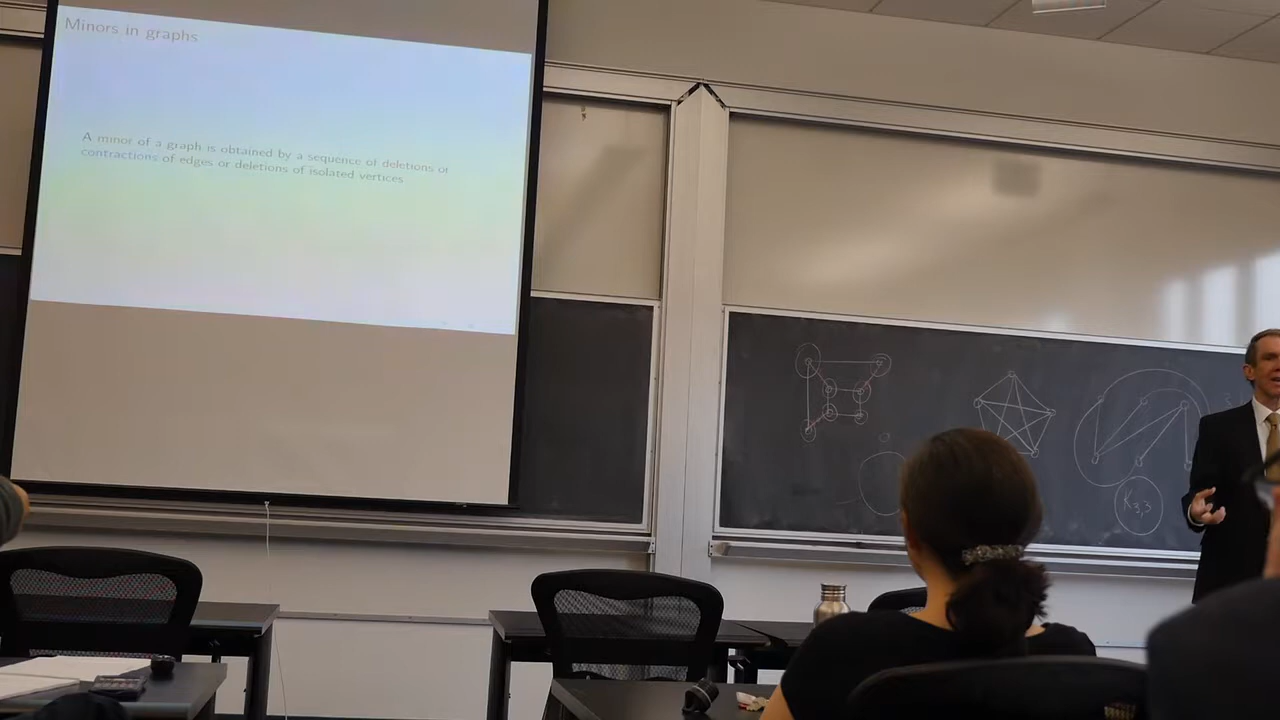 Minors in graphs
A minor of a graph is obtained by a sequence of deletions or
contractions of edges or deletions of isolated vertices
K3,3